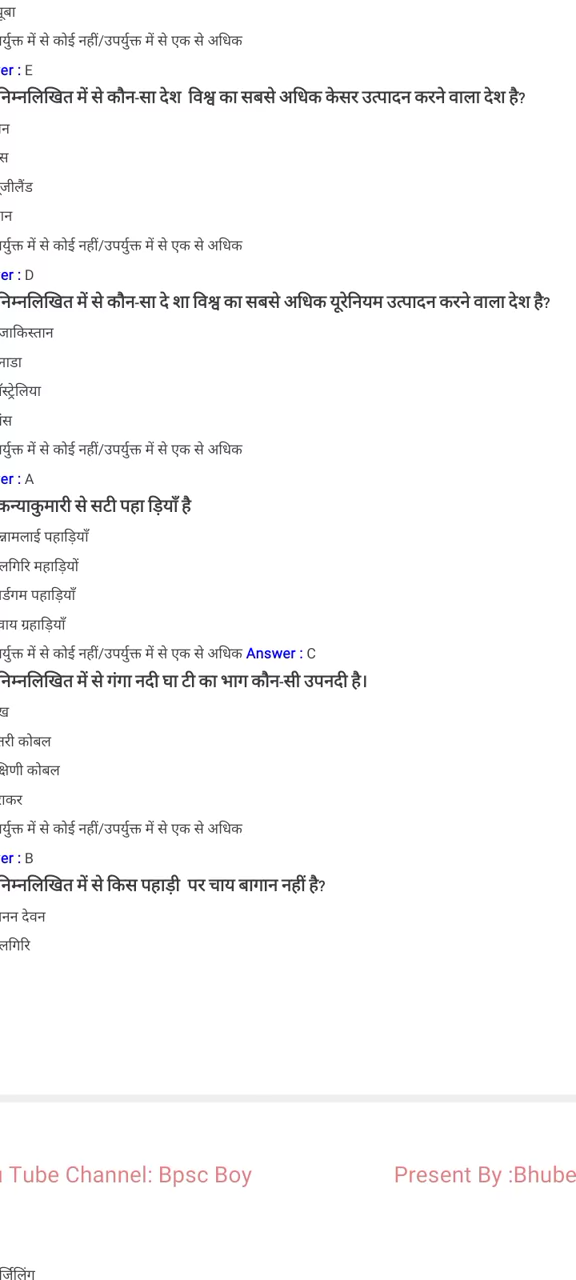 यूबा
र्युक्त में से कोई नहीं/उपर्युक्त में से एक से अधिक
er : E
निम्नलिखित में से कौन-सा देश विश्व का सबसे अधिक केसर उत्पादन करने वाला देश है?
न
स
ूजीलैंड
ान
र्युक्त में से कोई नहीं/उपर्युक्त में से एक से अधिक
er : D
निम्नलिखित में से कौन-सा दे शा विश्व का सबसे अधिक यूरेनियम उत्पादन करने वाला देश है?
जाकिस्तान
नाडा
ॉस्ट्रेलिया
ांस
र्युक्त में से कोई नहीं/उपर्युक्त में से एक से अधिक
er : A
कन्याकुमारी से सटी पहा ड़ियाँ है
न्नामलाई पहाड़ियाँ
लगिरि महाड़ियों
र्डगम पहाड़ियाँ
वाय ग्रहाड़ियाँ
र्युक्त में से कोई नहीं/उपर्युक्त में से एक से अधिक Answer : C
निम्नलिखित में से गंगा नदी घा टी का भाग कौन-सी उपनदी है।
ख
तरी कोबल
क्षिणी कोबल
राकर
र्युक्त में से कोई नहीं/उपर्युक्त में से एक से अधिक
er : B
निम्नलिखित में से किस पहाड़ी पर चाय बागान नहीं है?
नन देवन
लगिरि
Tube Channel: Bpsc Boy Present By :Bhube
र्जिलिंग